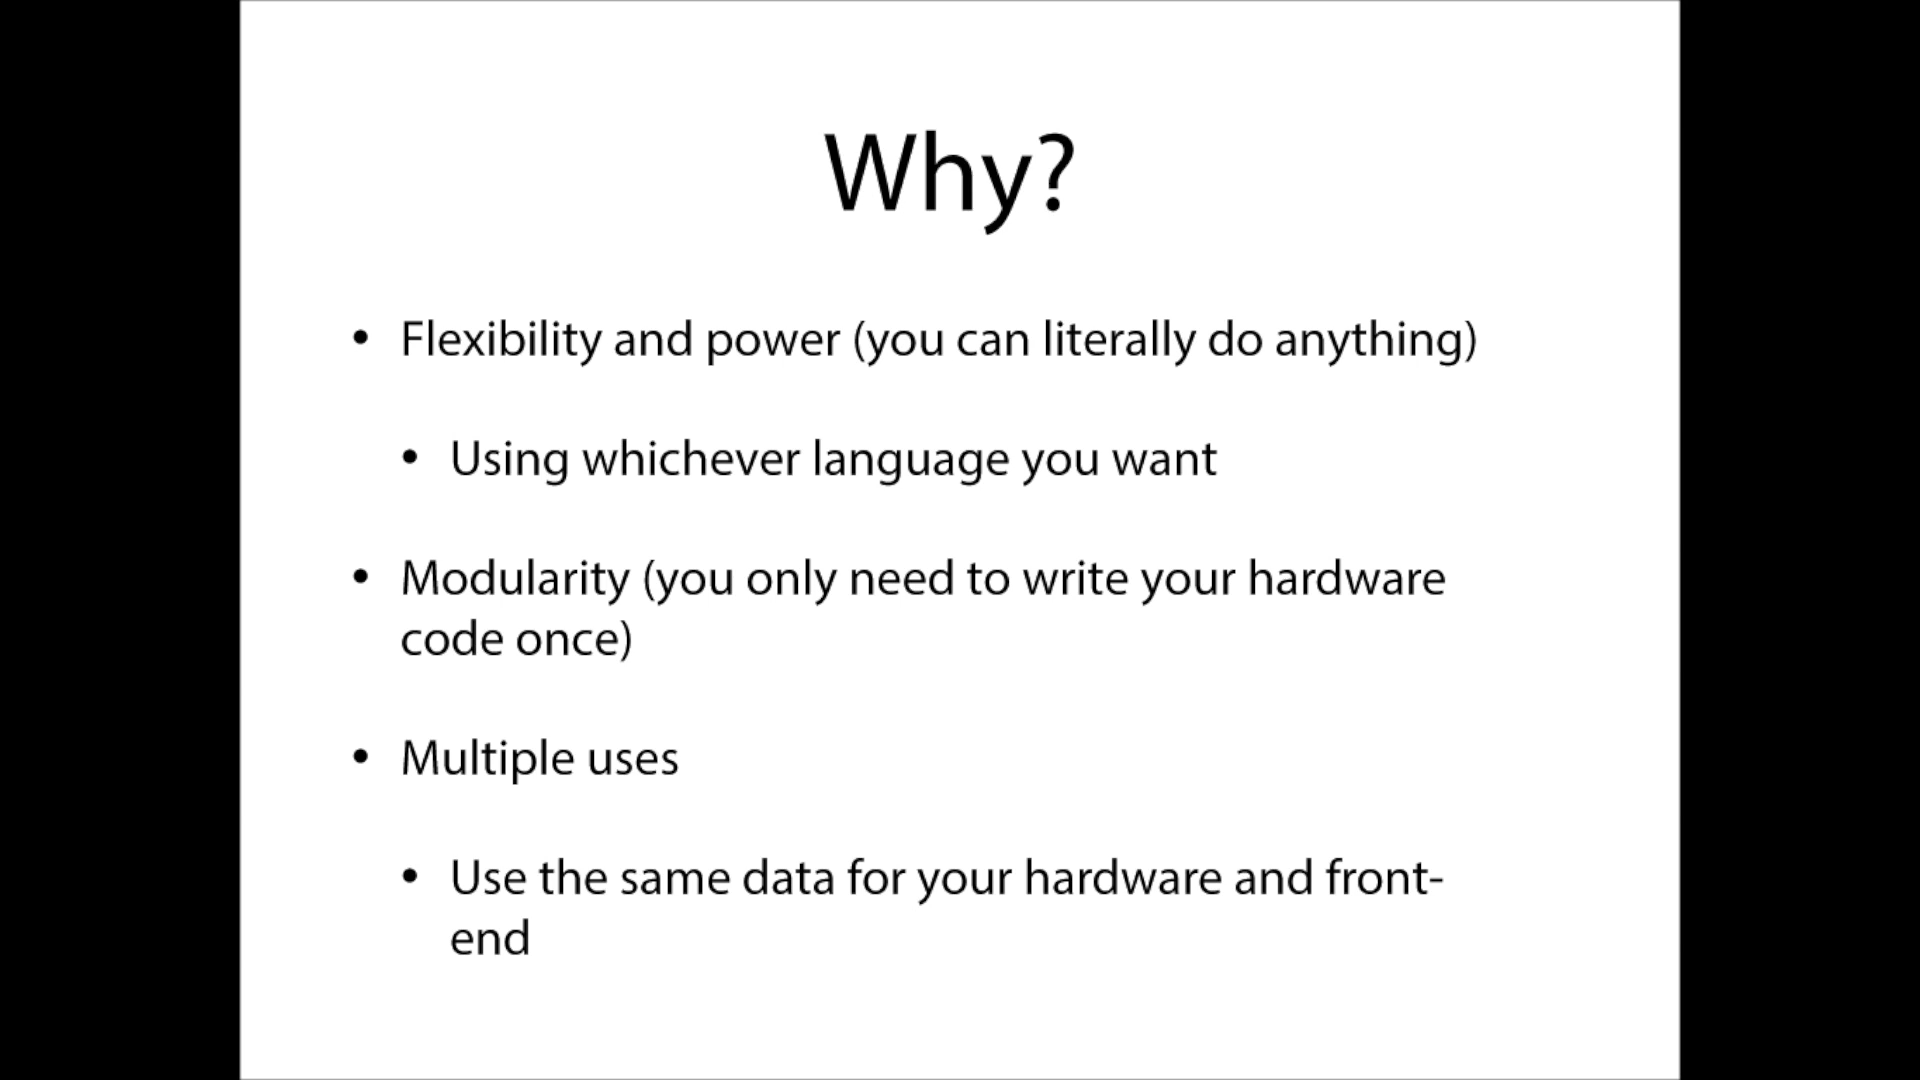 Why?
• Flexibility and power (you can literally do anything)
• Using whichever language you want
• Modularity (you only need to write your hardware
code once)
• Multiple uses
• Use the same data for your hardware and front-
end